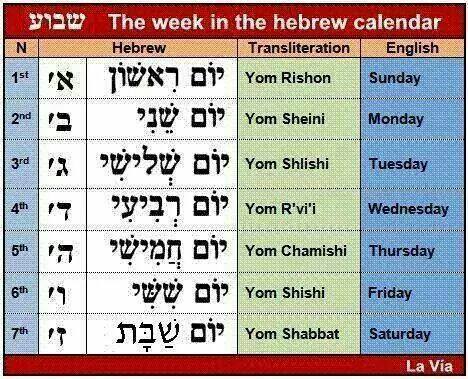 שבוע The week in the hebrew calendar
N Hebrew Transliteration English
1st א׳ יוֹם רִאשׁוֹן Yom Rishon Sunday
2nd ב׳ יוֹם שֵׁנִי Yom Sheini Monday
3rd ג׳ יוֹם שְׁלִישִׁי Yom Shlishi Tuesday
4th ד׳ יוֹם רְבִיעִי Yom R'vi'i Wednesday
5th ה׳ יוֹם חֲמִישִׁי Yom Chamishi Thursday
6th ו׳ יוֹם שִׁשִּׁי Yom Shishi Friday
7th ז׳ יוֹם שַׁבָּת Yom Shabbat Saturday
La Vía